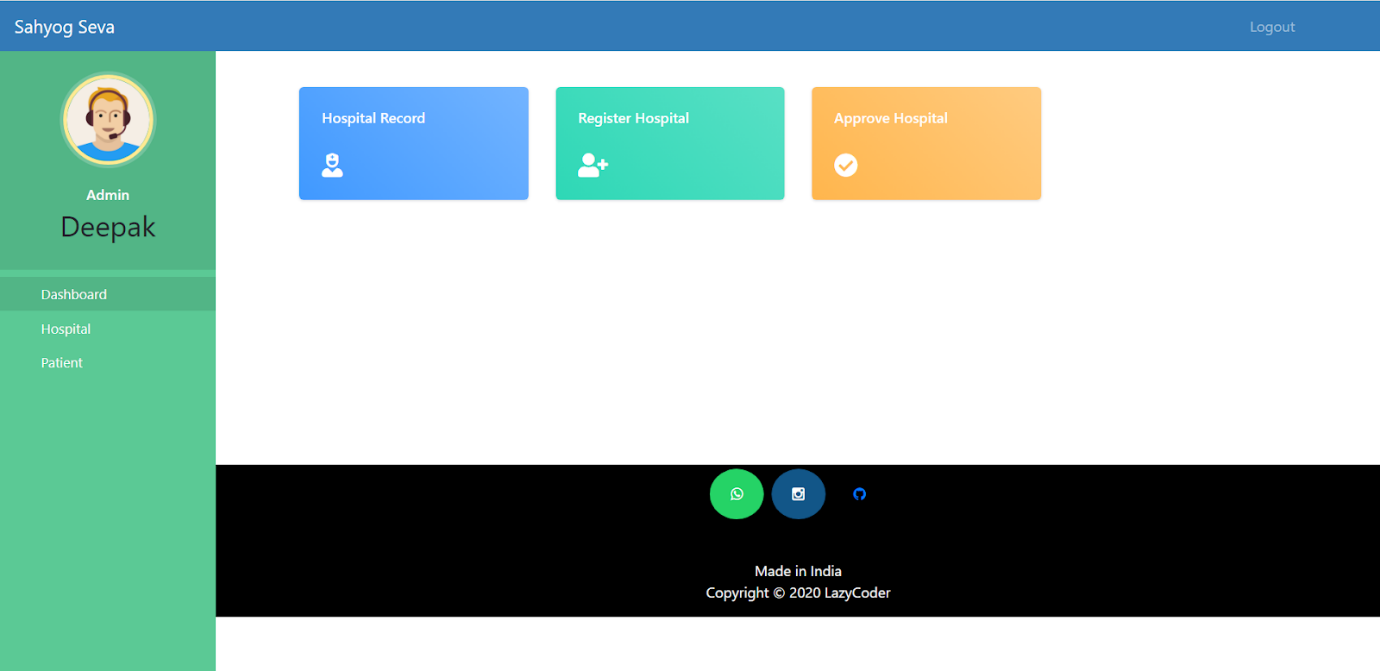 Sahyog Seva
Logout
Admin
Deepak
Dashboard
Hospital
Patient
Hospital Record
Register Hospital
Approve Hospital
Made in India
Copyright © 2020 LazyCoder